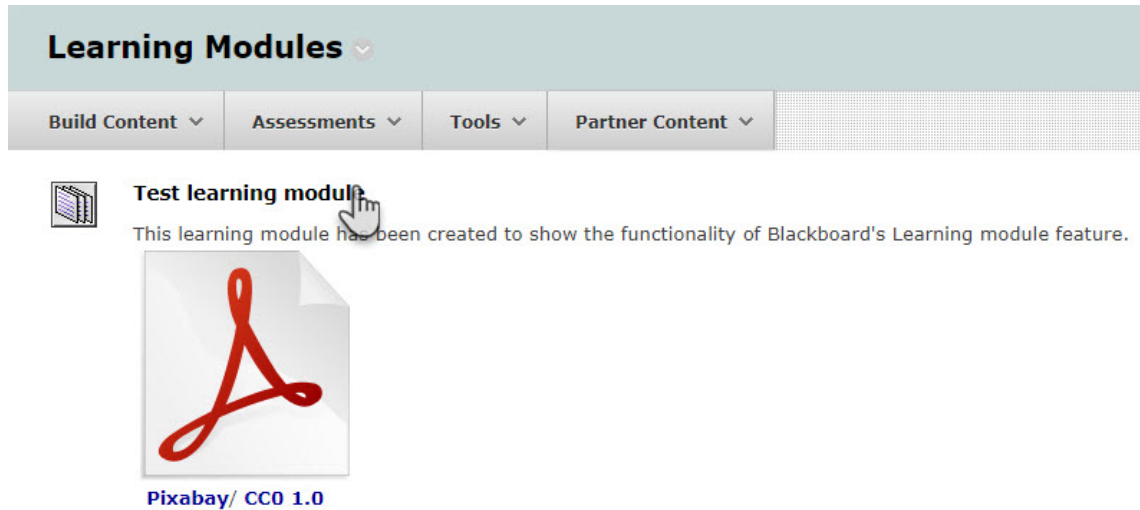 Learning Modules
Build Content Assessments Tools Partner Content
Test learning module
This learning module has been created to show the functionality of Blackboard's Learning module feature.
Pixabay/ CC0 1.0